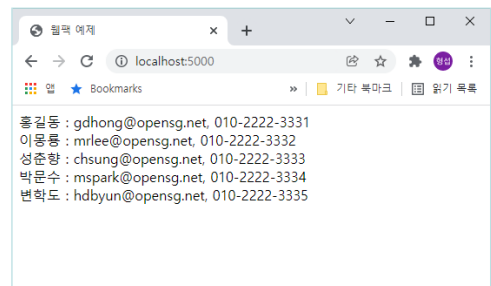 웹팩 예제
localhost:5000
형섭
앱 Bookmarks » 기타 북마크 읽기 목록
홍길동 : gdhong@opensg.net, 010-2222-3331
이몽룡 : mrlee@opensg.net, 010-2222-3332
성준향 : chsung@opensg.net, 010-2222-3333
박문수 : mspark@opensg.net, 010-2222-3334
변학도 : hdbyun@opensg.net, 010-2222-3335